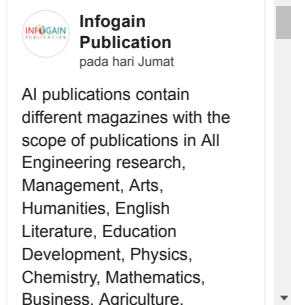 INFOGAIN
PUBLICATION
Infogain
Publication
pada hari Jumat
AI publications contain
different magazines with the
scope of publications in All
Engineering research,
Management, Arts,
Humanities, English
Literature, Education
Development, Physics,
Chemistry, Mathematics,
Business, Agriculture,